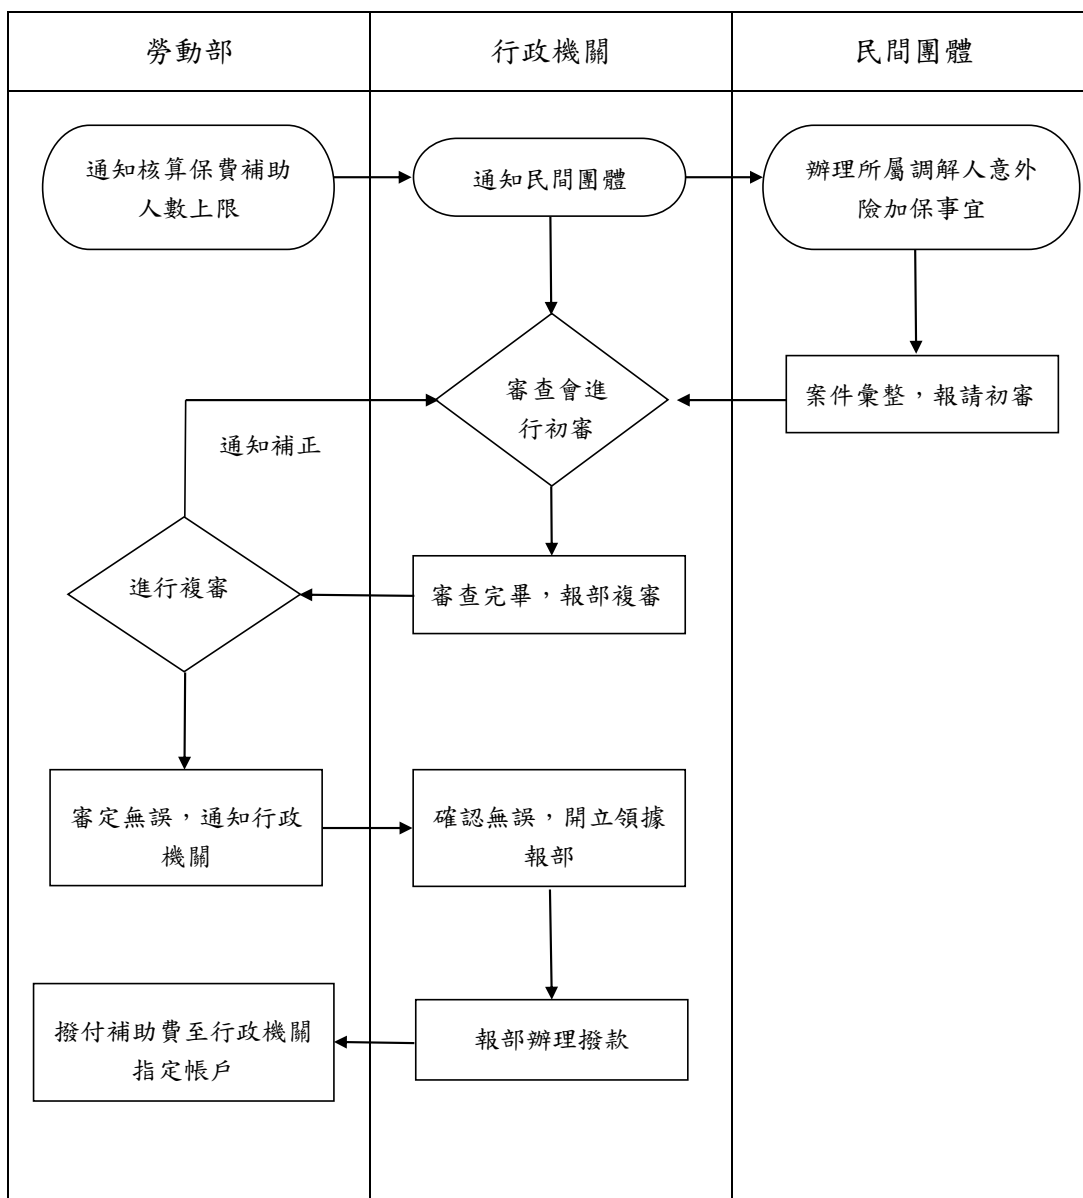 勞動部
行政機關
民間團體
通知核算保費補助
人數上限
通知民間團體
辦理所屬調解人意外
險加保事宜
審查會進
行初審
案件彙整，報請初審
通知補正
進行複審
審查完畢，報部複審
審定無誤，通知行政
機關
確認無誤，開立領據
報部
撥付補助費至行政機關
指定帳戶
報部辦理撥款